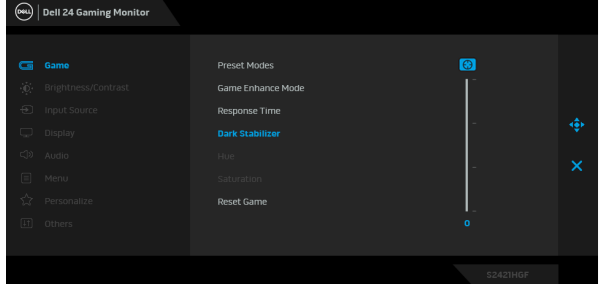 DELL
Dell 24 Gaming Monitor
Game
Brightness/Contrast
Input Source
Display
Audio
Menu
Personalize
Others
Preset Modes
Game Enhance Mode
Response Time
Dark Stabilizer
Hue
Saturation
Reset Game
0
S2421HGF